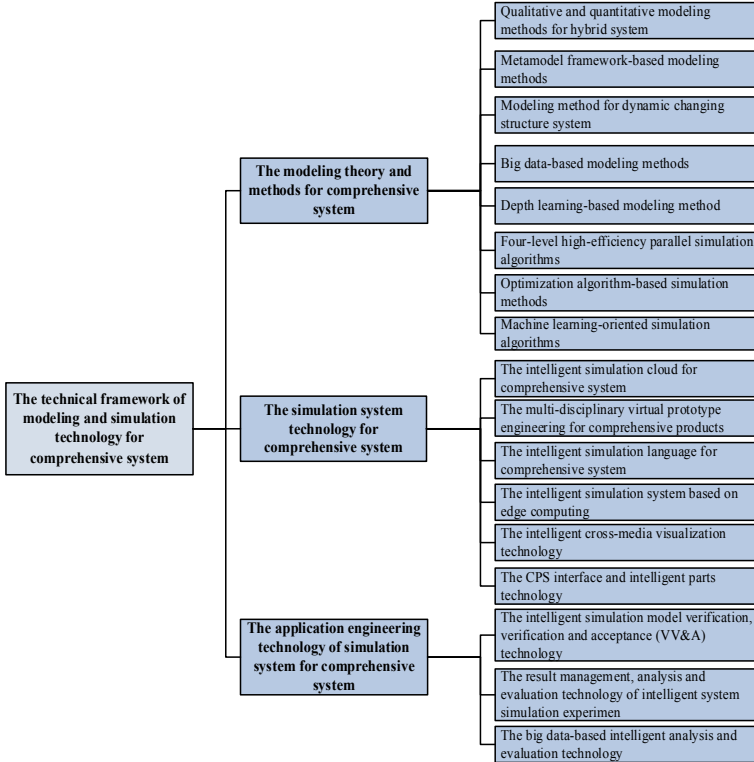 The technical framework of
modeling and simulation
technology for
comprehensive system
The modeling theory and
methods for comprehensive
system
Qualitative and quantitative modeling
methods for hybrid system
Metamodel framework-based modeling
methods
Modeling method for dynamic changing
structure system
Big data-based modeling methods
Depth learning-based modeling method
Four-level high-efficiency parallel simulation
algorithms
Optimization algorithm-based simulation
methods
Machine learning-oriented simulation
algorithms
The simulation system
technology for
comprehensive system
The intelligent simulation cloud for
comprehensive system
The multi-disciplinary virtual prototype
engineering for comprehensive products
The intelligent simulation language for
comprehensive system
The intelligent simulation system based on
edge computing
The intelligent cross-media visualization
technology
The CPS interface and intelligent parts
technology
The application engineering
technology of simulation
system for comprehensive
system
The intelligent simulation model verification,
verification and acceptance (VV&A)
technology
The result management, analysis and
evaluation technology of intelligent system
simulation experimen
The big data-based intelligent analysis and
evaluation technology